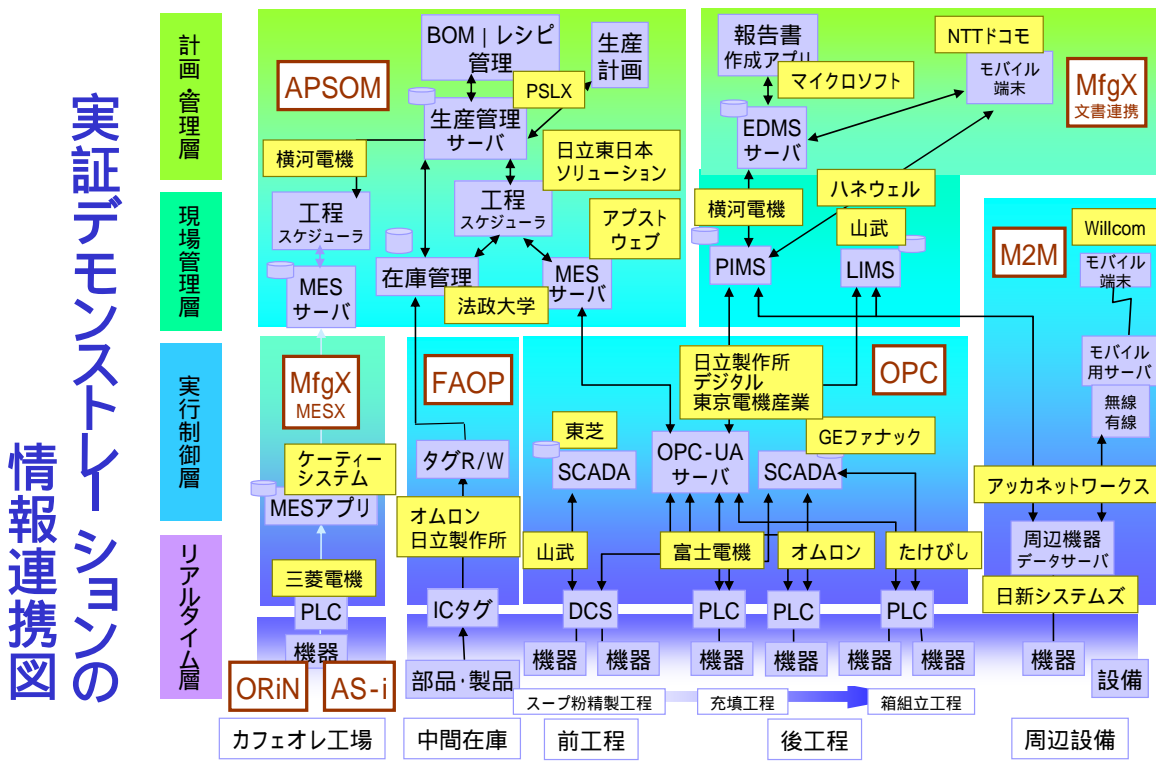 実証デモンストレーションの
情報連携図
計画・管理層
現場管理層
実行制御層
リアルタイム層
BOM | レシピ
管理
生産
計画
APSOM
PSLX
生産管理
サーバ
横河電機
日立東日本
ソリューション
工程
スケジューラ
工程
スケジューラ
アプスト
ウェブ
MES
サーバ
在庫管理
MES
サーバ
法政大学
報告書
作成アプリ
マイクロソフト
NTTドコモ
モバイル
端末
MfgX
文書連携
EDMS
サーバ
横河電機
ハネウェル
山武
PIMS
LIMS
M2M
Willcom
モバイル
端末
モバイル
用サーバ
無線
有線
アッカネットワークス
周辺機器
データサーバ
日新システムズ
機器
設備
MfgX
MESX
ケーティー
システム
MESアプリ
三菱電機
PLC
機器
ORiN
AS-i
FAOP
タグR/W
オムロン
日立製作所
ICタグ
部品・製品
日立製作所
デジタル
東京電機産業
OPC
東芝
SCADA
OPC-UA
サーバ
GEファナック
SCADA
山武
富士電機
オムロン
たけびし
DCS
PLC
PLC
PLC
機器
機器
機器
機器
機器
機器
スープ粉精製工程
充填工程
箱組立工程
カフェオレ工場
中間在庫
前工程
後工程
周辺設備